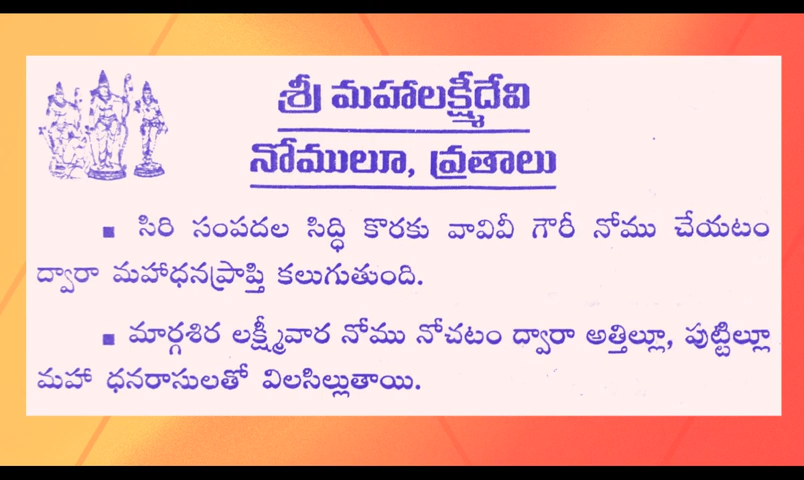 శ్రీ మహాలక్ష్మీదేవి
నోములూ, వ్రతాలు
▪ సిరి సంపదల సిద్ధి కొరకు వావివీ గౌరీ నోము చేయటం
ద్వారా మహాధనప్రాప్తి కలుగుతుంది.
▪ మార్గశిర లక్ష్మీవార నోము నోచటం ద్వారా అత్తిల్లూ, పుట్టిల్లూ
మహా ధనరాసులతో విలసిల్లుతాయి.